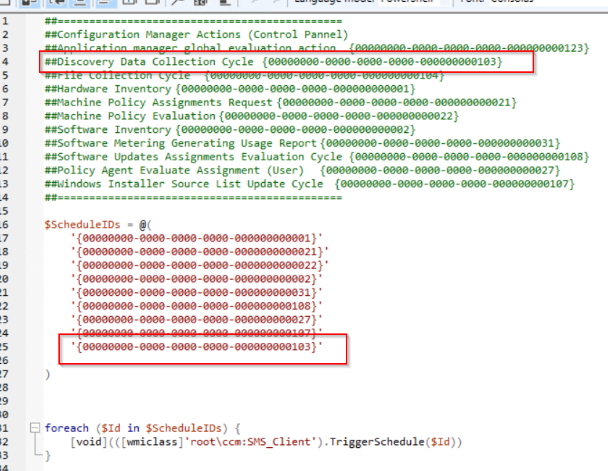 Language mode: PowerShell Font: Consolas
1 ##==========================================
2 ##Configuration Manager Actions (Control Pannel)
3 ##Application manager global evaluation action {00000000-0000-0000-0000-000000000123}
4 ##Discovery Data Collection Cycle {00000000-0000-0000-0000-000000000103}
5 ##File Collection Cycle {00000000-0000-0000-0000-000000000104}
6 ##Hardware Inventory {00000000-0000-0000-0000-000000000001}
7 ##Machine Policy Assignments Request {00000000-0000-0000-0000-000000000021}
8 ##Machine Policy Evaluation {00000000-0000-0000-0000-000000000022}
9 ##Software Inventory {00000000-0000-0000-0000-000000000002}
10 ##Software Metering Generating Usage Report {00000000-0000-0000-0000-000000000031}
11 ##Software Updates Assignments Evaluation Cycle {00000000-0000-0000-0000-000000000108}
12 ##Policy Agent Evaluate Assignment (User) {00000000-0000-0000-0000-000000000027}
13 ##Windows Installer Source List Update Cycle {00000000-0000-0000-0000-000000000107}
14 ##==========================================
15
16 $ScheduleIDs = @(
17 '{00000000-0000-0000-0000-000000000001}'
18 '{00000000-0000-0000-0000-000000000021}'
19 '{00000000-0000-0000-0000-000000000022}'
20 '{00000000-0000-0000-0000-000000000002}'
21 '{00000000-0000-0000-0000-000000000031}'
22 '{00000000-0000-0000-0000-000000000108}'
23 '{00000000-0000-0000-0000-000000000027}'
24 '{00000000-0000-0000-0000-000000000107}'
25 '{00000000-0000-0000-0000-000000000103}'
26
27 )
28
29
30
31 foreach ($Id in $ScheduleIDs) {
32 [void](([wmiclass]'root\ccm:SMS_Client').TriggerSchedule($Id))
33 }
34